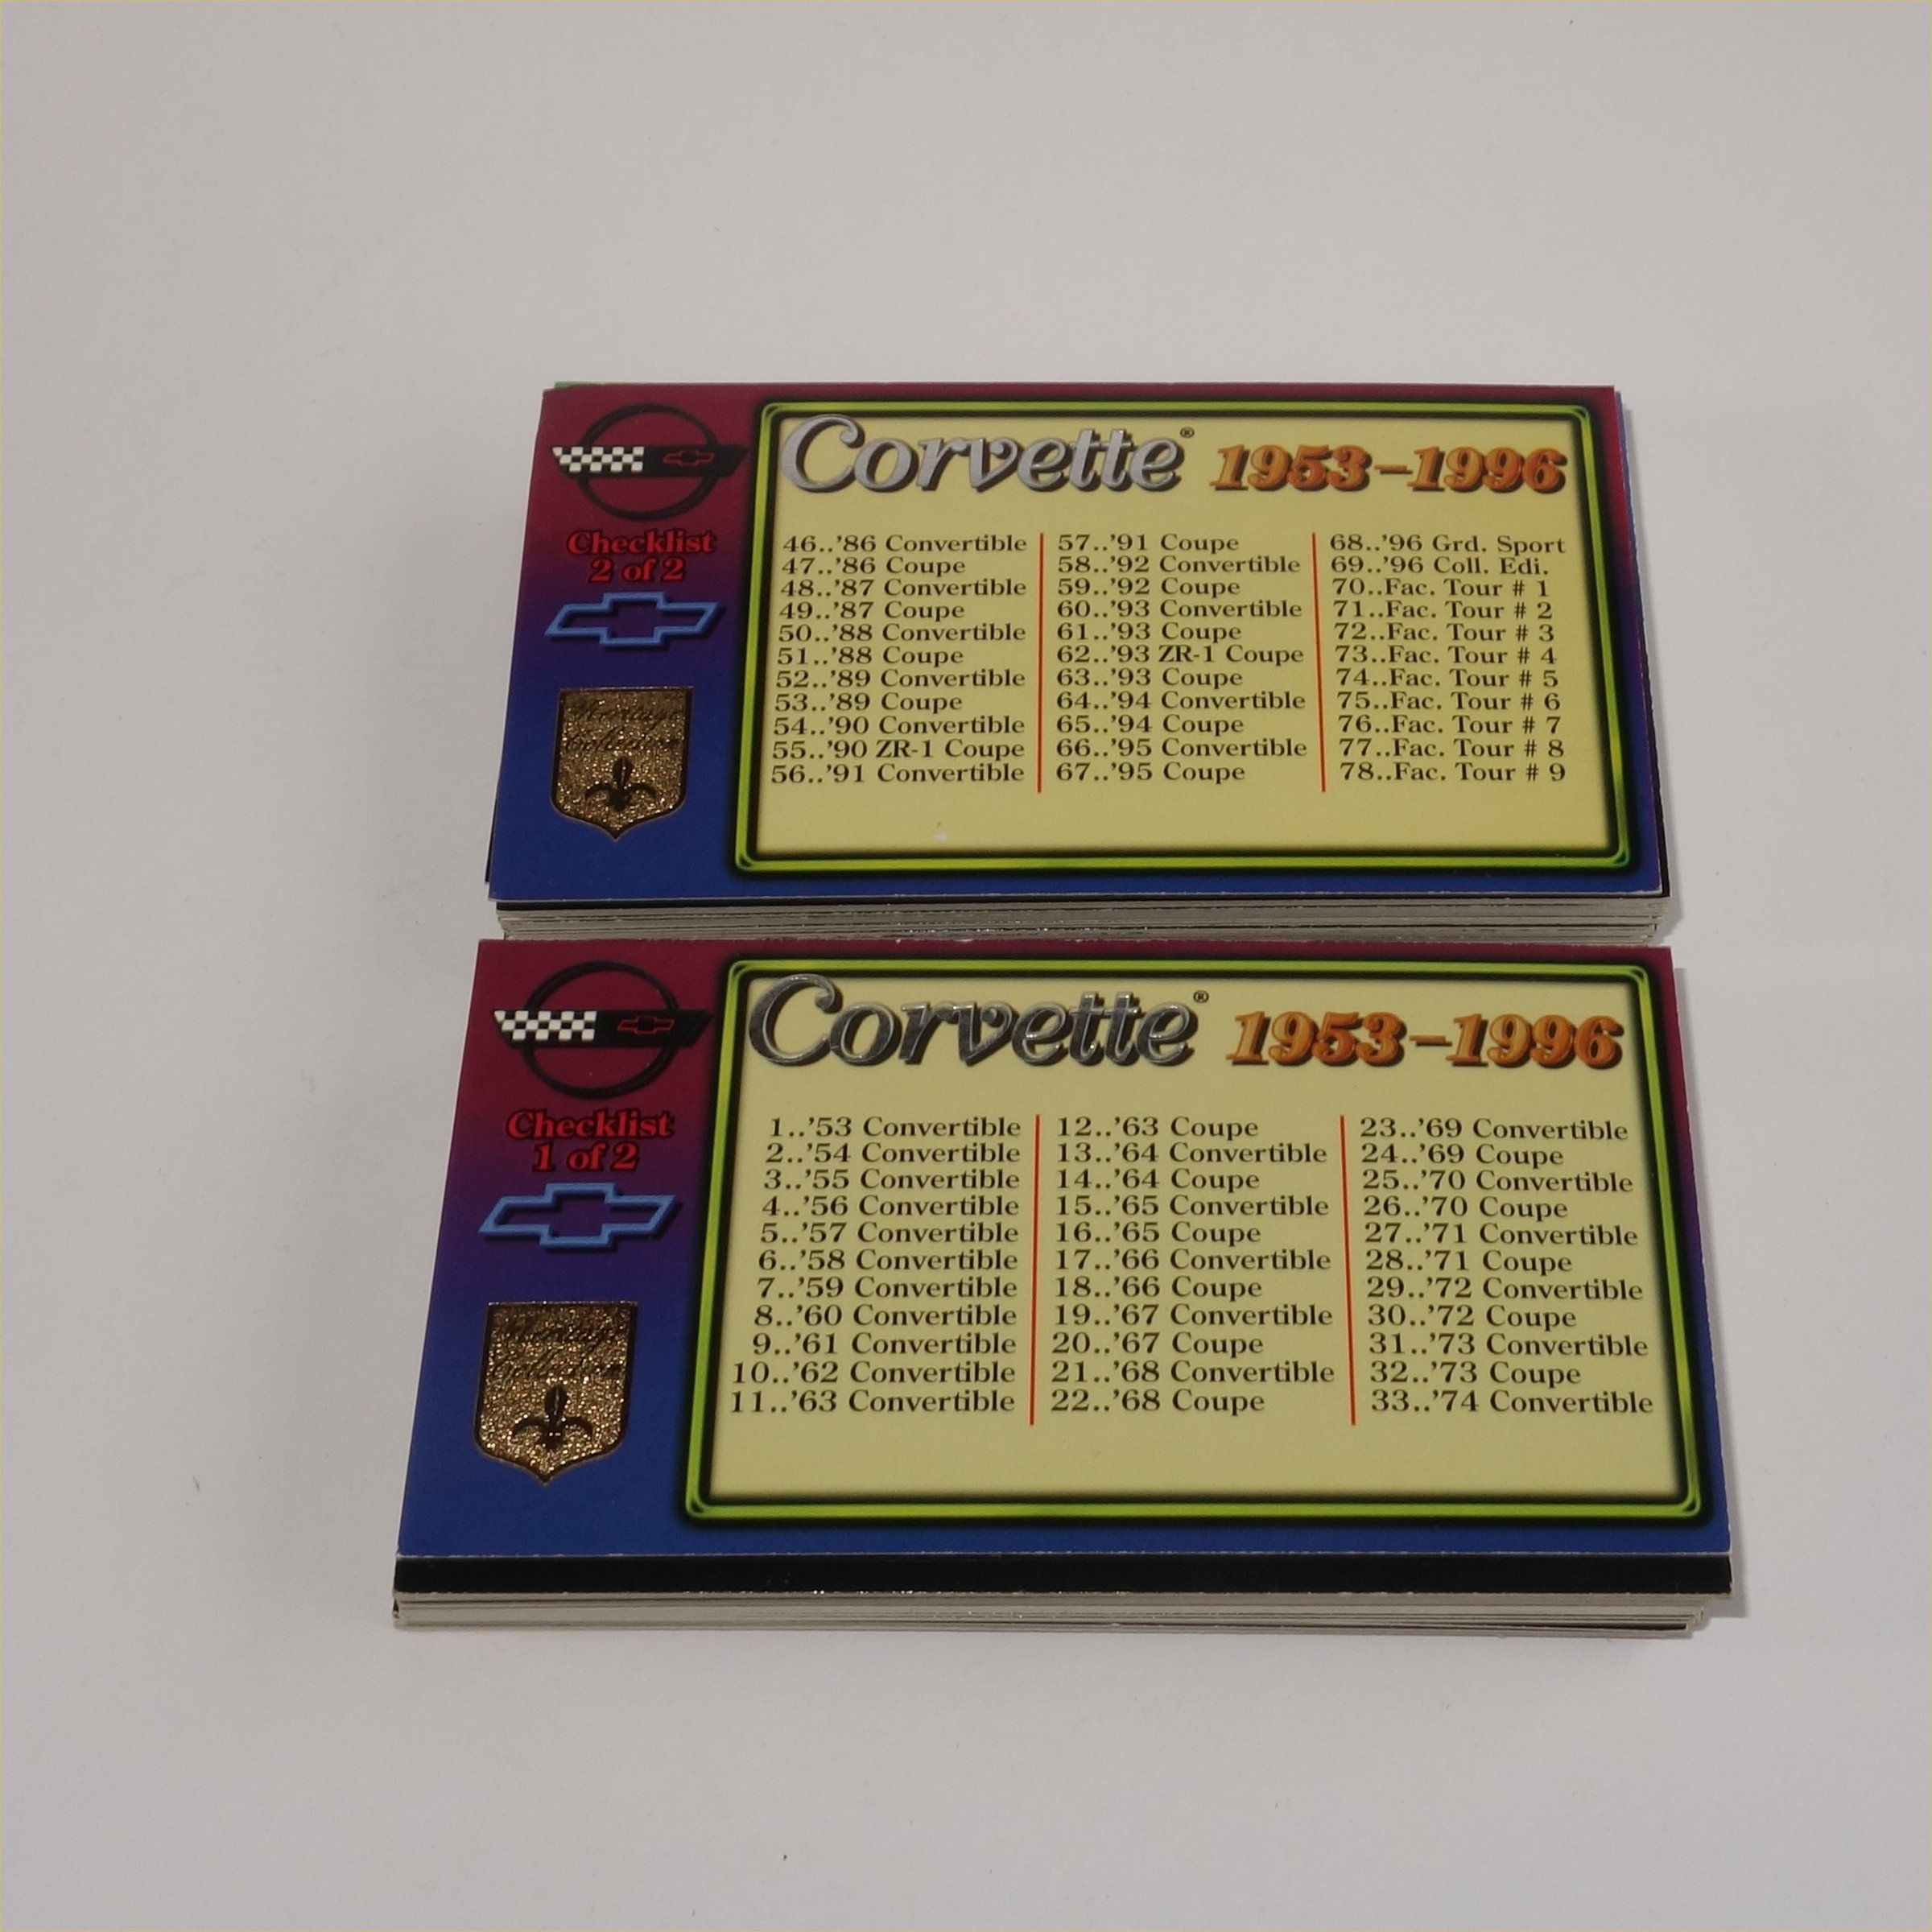 Corvette® 1953–1996
Checklist
2 of 2
Heritage
Collection
46..'86 Convertible
47..'86 Coupe
48..'87 Convertible
49..'87 Coupe
50..'88 Convertible
51..'88 Coupe
52..'89 Convertible
53..'89 Coupe
54..'90 Convertible
55..'90 ZR-1 Coupe
56..'91 Convertible
57..'91 Coupe
58..'92 Convertible
59..'92 Coupe
60..'93 Convertible
61..'93 Coupe
62..'93 ZR-1 Coupe
63..'93 Coupe
64..'94 Convertible
65..'94 Coupe
66..'95 Convertible
67..'95 Coupe
68..'96 Grd. Sport
69..'96 Coll. Edi.
70..Fac. Tour # 1
71..Fac. Tour # 2
72..Fac. Tour # 3
73..Fac. Tour # 4
74..Fac. Tour # 5
75..Fac. Tour # 6
76..Fac. Tour # 7
77..Fac. Tour # 8
78..Fac. Tour # 9
Corvette® 1953–1996
Checklist
1 of 2
Heritage
Collection
1..'53 Convertible
2..'54 Convertible
3..'55 Convertible
4..'56 Convertible
5..'57 Convertible
6..'58 Convertible
7..'59 Convertible
8..'60 Convertible
9..'61 Convertible
10..'62 Convertible
11..'63 Convertible
12..'63 Coupe
13..'64 Convertible
14..'64 Coupe
15..'65 Convertible
16..'65 Coupe
17..'66 Convertible
18..'66 Coupe
19..'67 Convertible
20..'67 Coupe
21..'68 Convertible
22..'68 Coupe
23..'69 Convertible
24..'69 Coupe
25..'70 Convertible
26..'70 Coupe
27..'71 Convertible
28..'71 Coupe
29..'72 Convertible
30..'72 Coupe
31..'73 Convertible
32..'73 Coupe
33..'74 Convertible